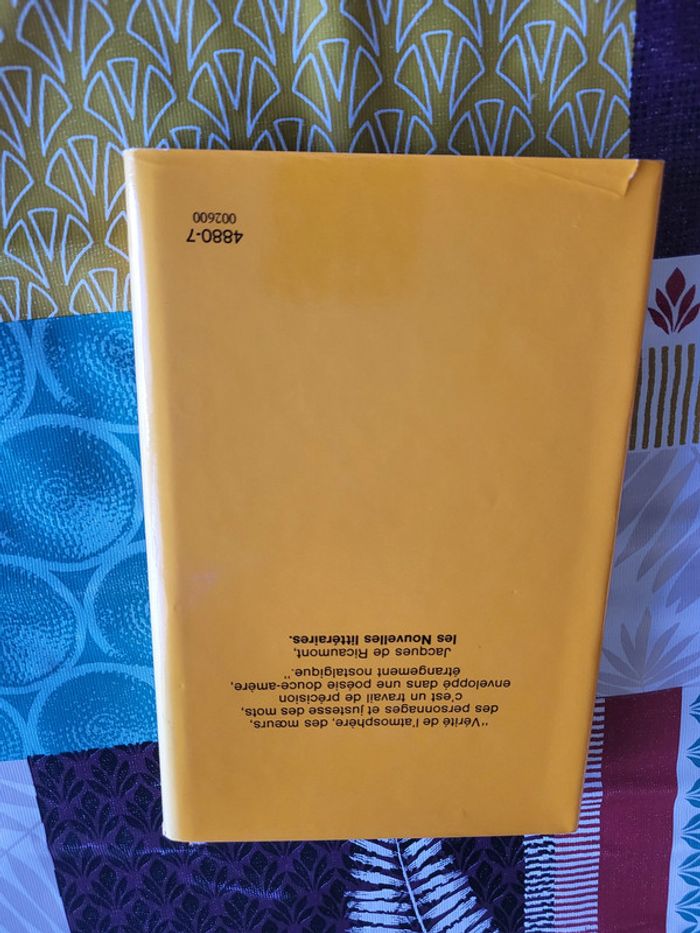 "Vérité de l'atmosphère, des mœurs,
des personnages et justesse des mots,
c'est un travail de précision
enveloppé dans une poésie douce-amère,
étrangement nostalgique".
Jacques de Ricaumont,
les Nouvelles littéraires.
4880-7
002600